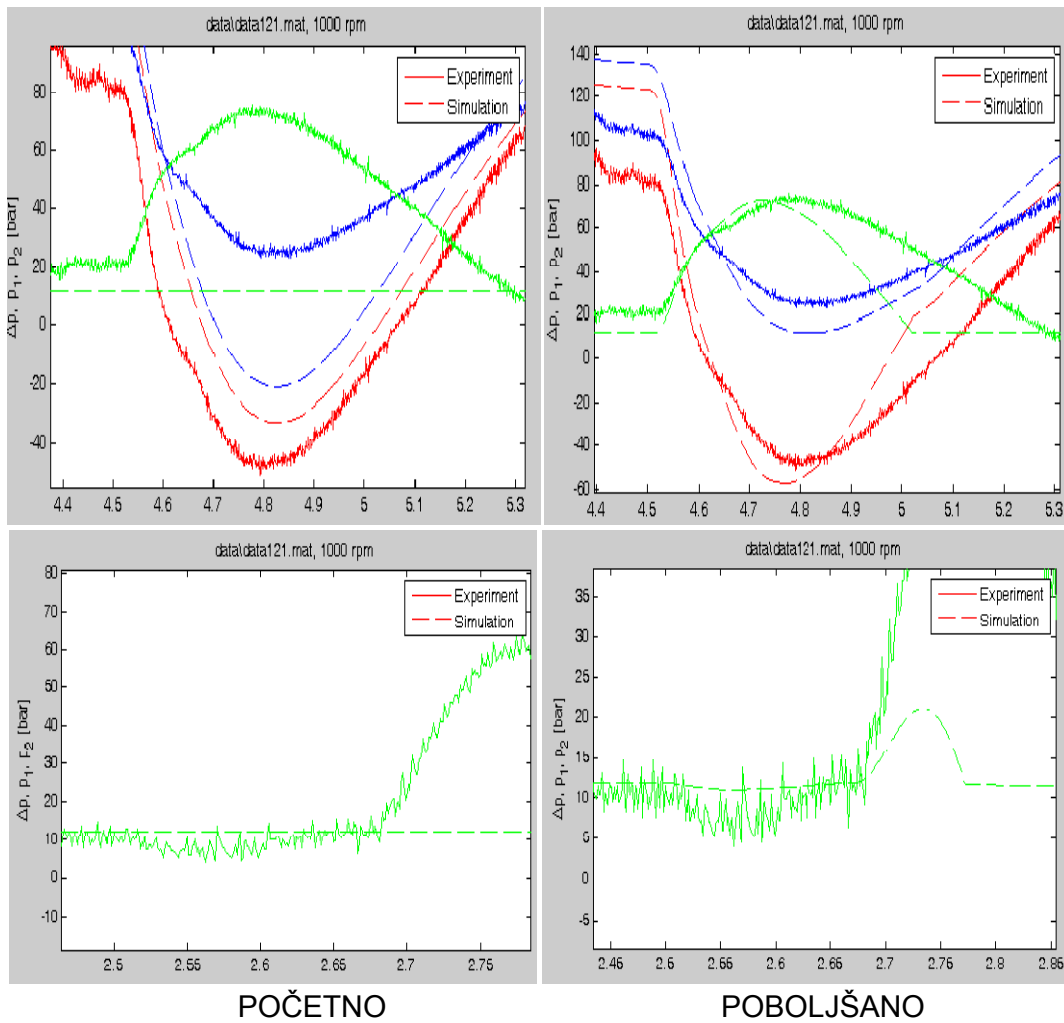 data\data121.mat, 1000 rpm
Experiment
Simulation
Δp, p₁, p₂ [bar]
80
60
40
20
0
-20
-40
4.4 4.5 4.6 4.7 4.8 4.9 5 5.1 5.2 5.3
data\data121.mat, 1000 rpm
Experiment
Simulation
Δp, p₁, p₂ [bar]
140
120
100
80
60
40
20
0
-20
-40
-60
4.4 4.5 4.6 4.7 4.8 4.9 5 5.1 5.2 5.3
data\data121.mat, 1000 rpm
Experiment
Simulation
Δp, p₁, p₂ [bar]
80
70
60
50
40
30
20
10
0
-10
2.5 2.55 2.6 2.65 2.7 2.75
POČETNO
data\data121.mat, 1000 rpm
Experiment
Simulation
Δp, p₁, p₂ [bar]
35
30
25
20
15
10
5
0
-5
2.45 2.5 2.55 2.6 2.65 2.7 2.75 2.8 2.85
POBOLJŠANO